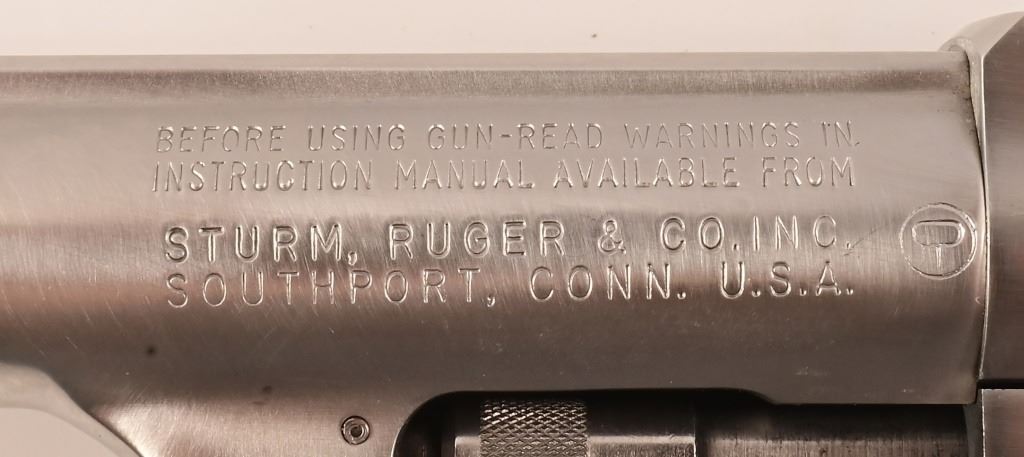 BEFORE USING GUN-READ WARNINGS IN
INSTRUCTION MANUAL AVAILABLE FROM
STURM, RUGER & CO. INC.
SOUTHPORT, CONN. U.S.A.